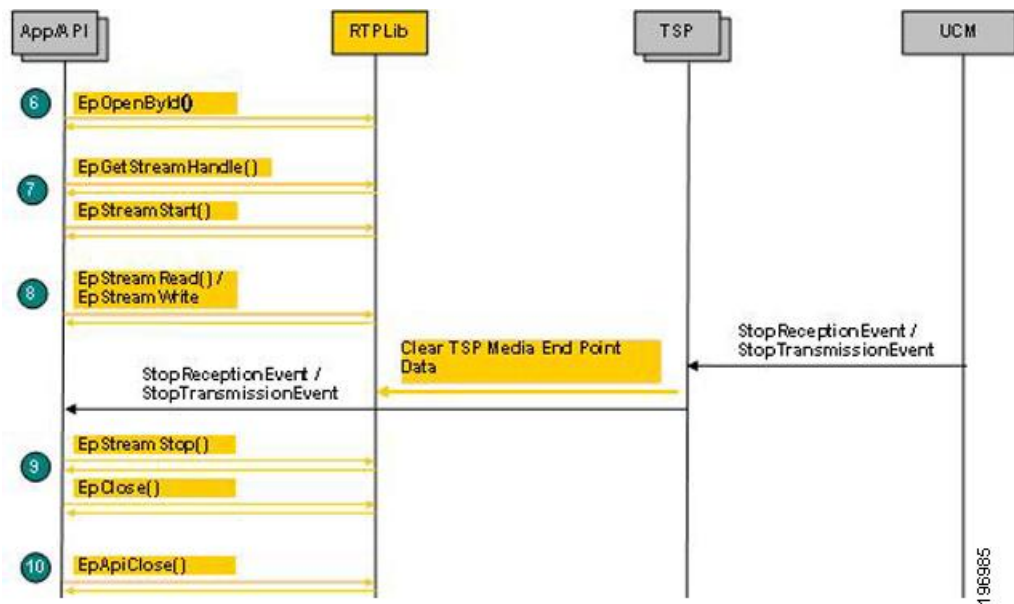 App/API
RTPLib
TSP
UCM
6
EpOpenById()
7
EpGetStreamHandle()
EpStreamStart()
8
EpStreamRead() /
EpStreamWrite
StopReceptionEvent /
StopTransmissionEvent
Clear TSP Media End Point
Data
StopReceptionEvent /
StopTransmissionEvent
9
EpStreamStop()
EpClose()
10
EpApiClose()
196985